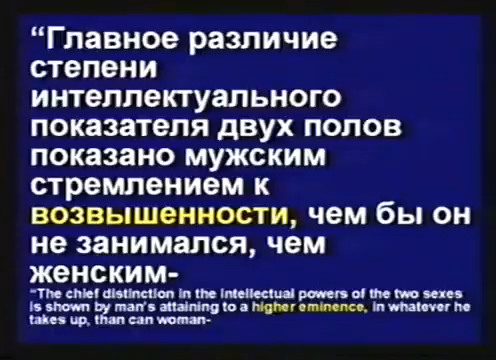 “Главное различие
степени
интеллектуального
показателя двух полов
показано мужским
стремлением к
возвышенности, чем бы он
не занимался, чем
женским-
“The chief distinction in the intellectual powers of the two sexes
is shown by man's attaining to a higher eminence, in whatever he
takes up, than can woman-